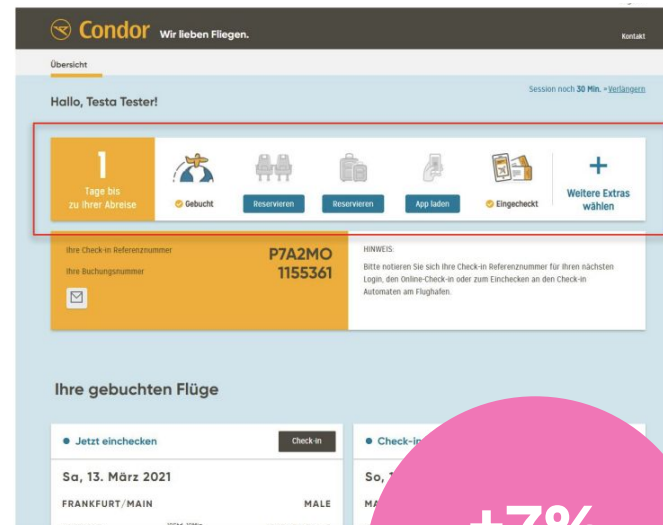 Condor Wir lieben Fliegen.
Kontakt
Übersicht
Session noch 30 Min. • Verlängern
Hallo, Testa Tester!
1
Tage bis
zu Ihrer Abreise
Gebucht
Reservieren
Reservieren
App laden
Eingecheckt
+
Weitere Extras
wählen
Ihre Check-in Referenznummer
P7A2MO
Ihre Buchungsnummer
1155361
HINWEIS:
Bitte notieren Sie sich Ihre Check-in Referenznummer für Ihren nächsten
Login, den Online-Check-in oder zum Einchecken an den Check-in
Automaten am Flughafen.
Ihre gebuchten Flüge
Jetzt einchecken
Check-in
Sa, 13. März 2021
FRANKFURT/MAIN
MALE
Check-in
So,
+7%